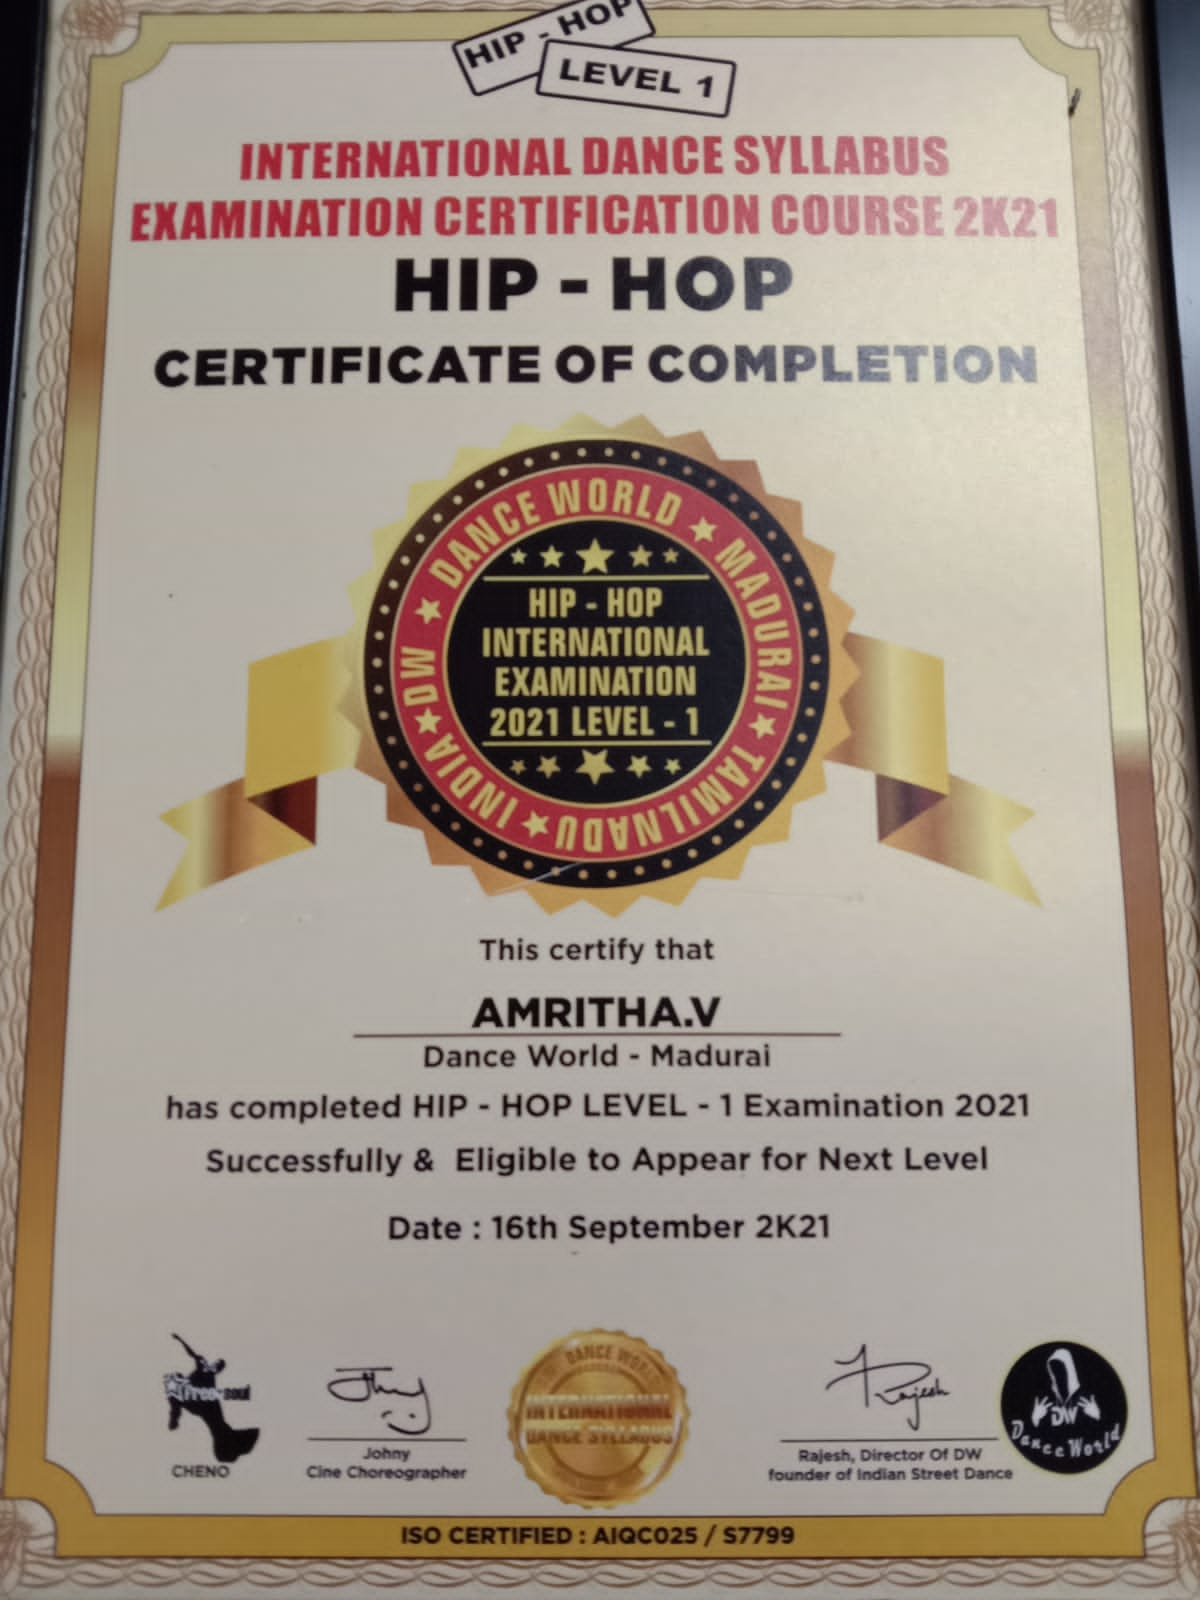 HIP - HOP
LEVEL 1
INTERNATIONAL DANCE SYLLABUS
EXAMINATION CERTIFICATION COURSE 2K21
HIP - HOP
CERTIFICATE OF COMPLETION
DANCE WORLD ★ MADURAI ★ TAMILNADU ★ INDIA ★ DW ★
HIP - HOP
INTERNATIONAL
EXAMINATION
2021 LEVEL - 1
This certify that
AMRITHA.V
Dance World - Madurai
has completed HIP - HOP LEVEL - 1 Examination 2021
Successfully & Eligible to Appear for Next Level
Date : 16th September 2K21
Free soul
CHENO
Johny
Cine Choreographer
DANCE WORLD
INTERNATIONAL
DANCE SYLLABUS
Rajesh
Rajesh, Director Of DW
founder of Indian Street Dance
DW
Dance World
ISO CERTIFIED : AIQC025 / S7799